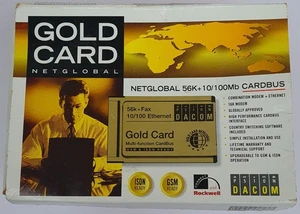 GOLD
CARD
NETGLOBAL
NETGLOBAL 56K+10/100Mb CARDBUS
COMBINATION MODEM + ETHERNET
56K MODEM
GLOBALLY APPROVED
HIGH PERFORMANCE CARDBUS
INTERFACE
COUNTRY SWITCHING SOFTWARE
INCLUDED
SIMPLE INSTALLATION
LIFETIME WARRANTY AND
TECHNICAL SUPPORT
UPGRADEABLE TO GSM & ISDN
OPERATION
56k + Fax
10/100 Ethernet
PSION
DACOM
Gold Card
Multi-function CardBus
ISDN
READY
GSM
READY
Rockwell
PSION
DACOM